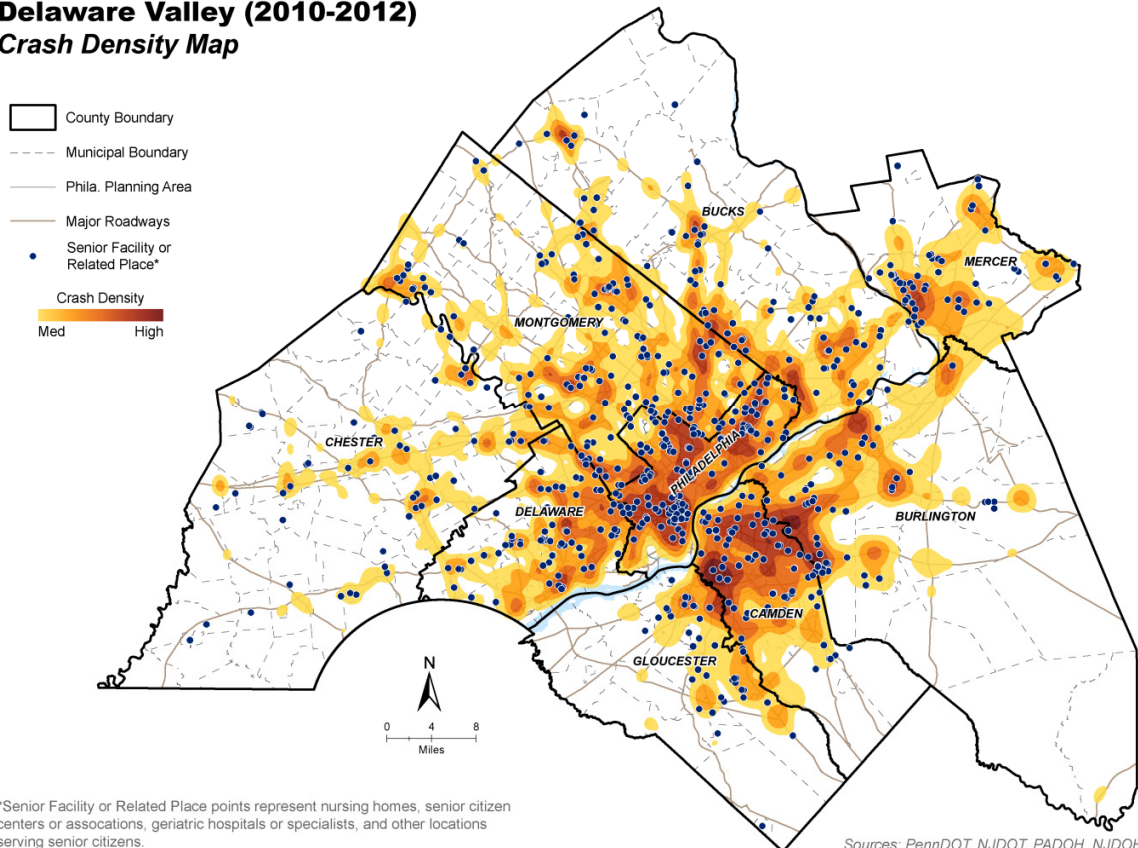 Delaware Valley (2010-2012)
Crash Density Map
County Boundary
Municipal Boundary
Phila. Planning Area
Major Roadways
Senior Facility or
Related Place*
Crash Density
Med High
BUCKS
MERCER
MONTGOMERY
CHESTER
PHILADELPHIA
DELAWARE
BURLINGTON
CAMDEN
GLOUCESTER
N
0 4 8
Miles
*Senior Facility or Related Place points represent nursing homes, senior citizen
centers or assocations, geriatric hospitals or specialists, and other locations
serving senior citizens.
Sources: PennDOT, NJDOT, PADOH, NJDOH